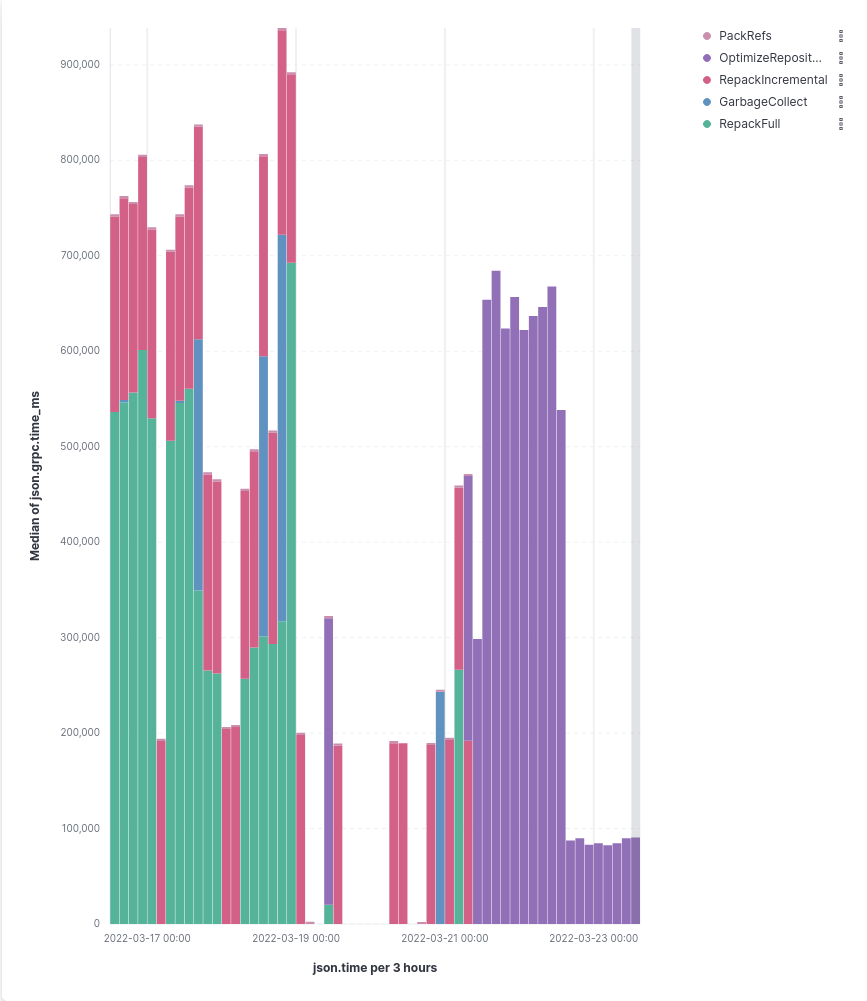 PackRefs
OptimizeReposit...
RepackIncremental
GarbageCollect
RepackFull
900,000
800,000
700,000
600,000
500,000
400,000
300,000
200,000
100,000
0
Median of json.grpc.time_ms
2022-03-17 00:00 2022-03-19 00:00 2022-03-21 00:00 2022-03-23 00:00
json.time per 3 hours